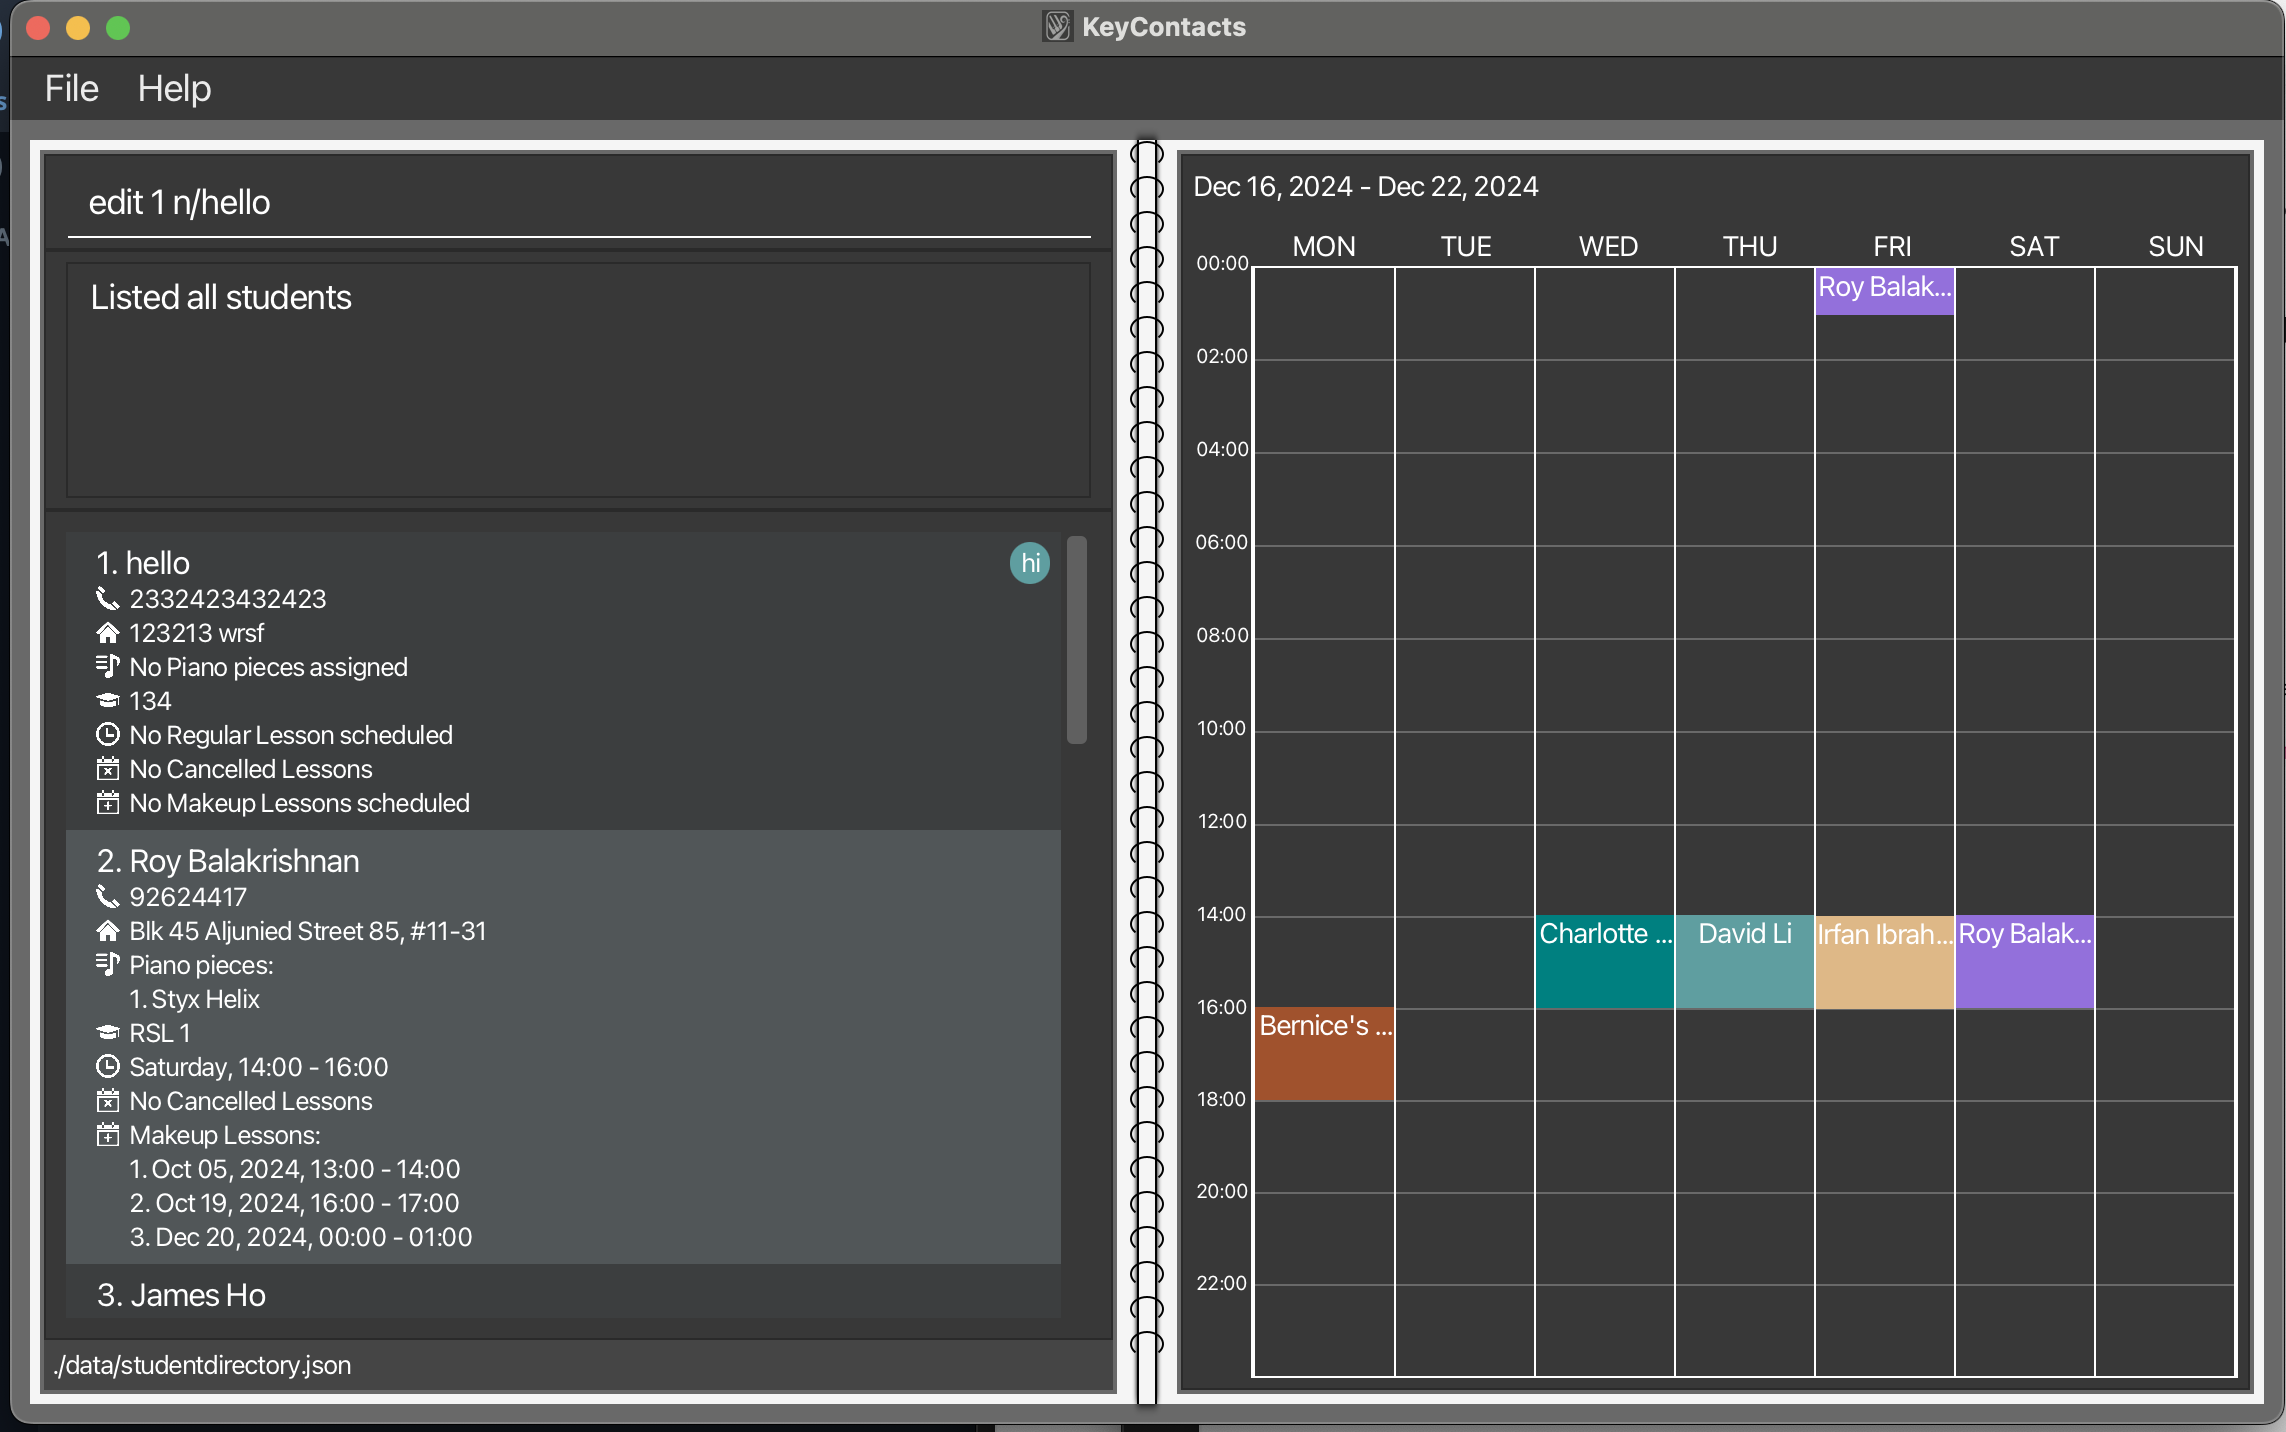 KeyContacts
File Help
edit 1 n/hello
Listed all students
1. hello
hi
2332423432423
123213 wrsf
No Piano pieces assigned
134
No Regular Lesson scheduled
No Cancelled Lessons
No Makeup Lessons scheduled
2. Roy Balakrishnan
92624417
Blk 45 Aljunied Street 85, #11-31
Piano pieces:
1. Styx Helix
RSL 1
Saturday, 14:00 - 16:00
No Cancelled Lessons
Makeup Lessons:
1. Oct 05, 2024, 13:00 - 14:00
2. Oct 19, 2024, 16:00 - 17:00
3. Dec 20, 2024, 00:00 - 01:00
3. James Ho
./data/studentdirectory.json
Dec 16, 2024 - Dec 22, 2024
MON TUE WED THU FRI SAT SUN
00:00
Roy Balak...
02:00
04:00
06:00
08:00
10:00
12:00
14:00
Charlotte ... David Li Irfan Ibrah... Roy Balak...
16:00
Bernice's ...
18:00
20:00
22:00